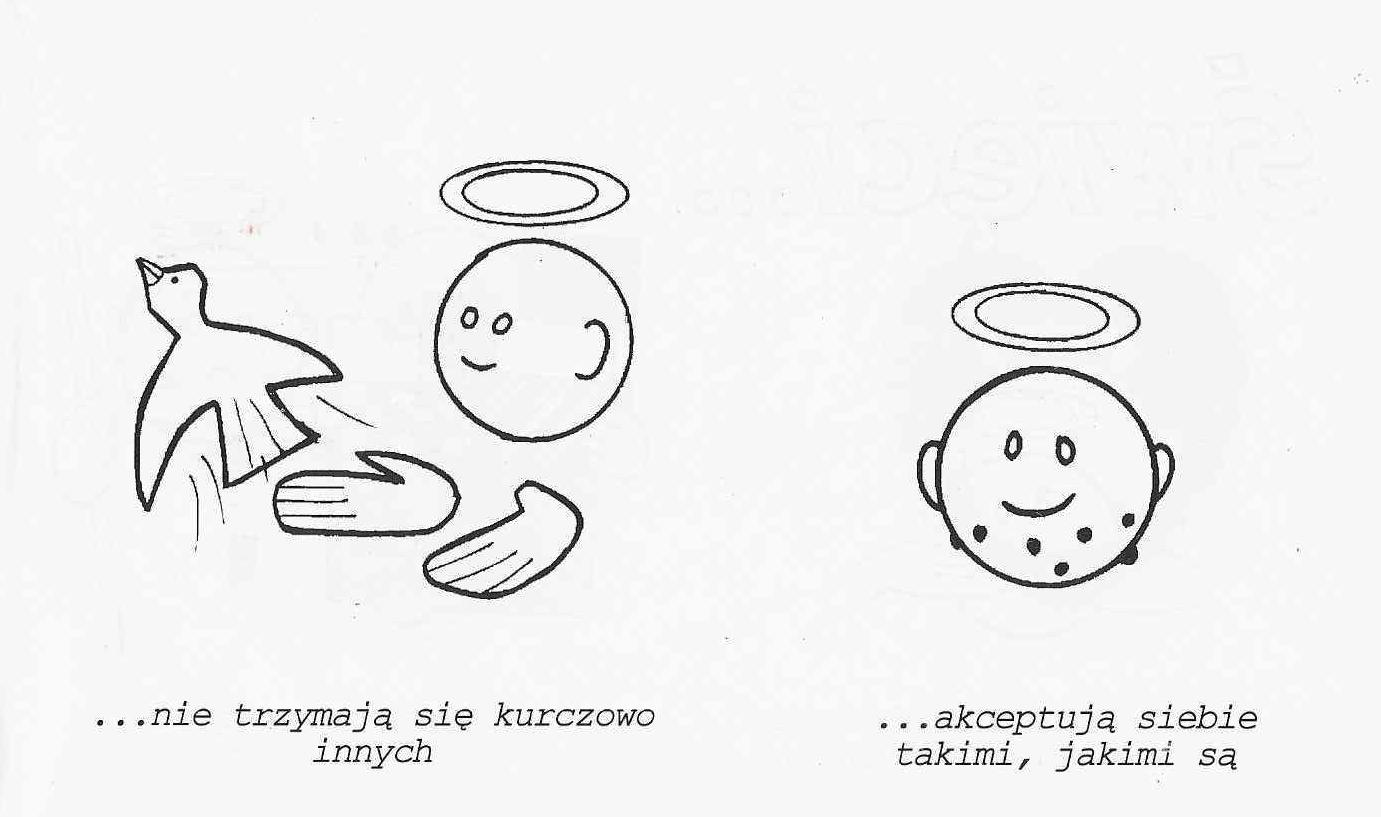 ...nie trzymają się kurczowo
innych
...akceptują siebie
takimi, jakimi są